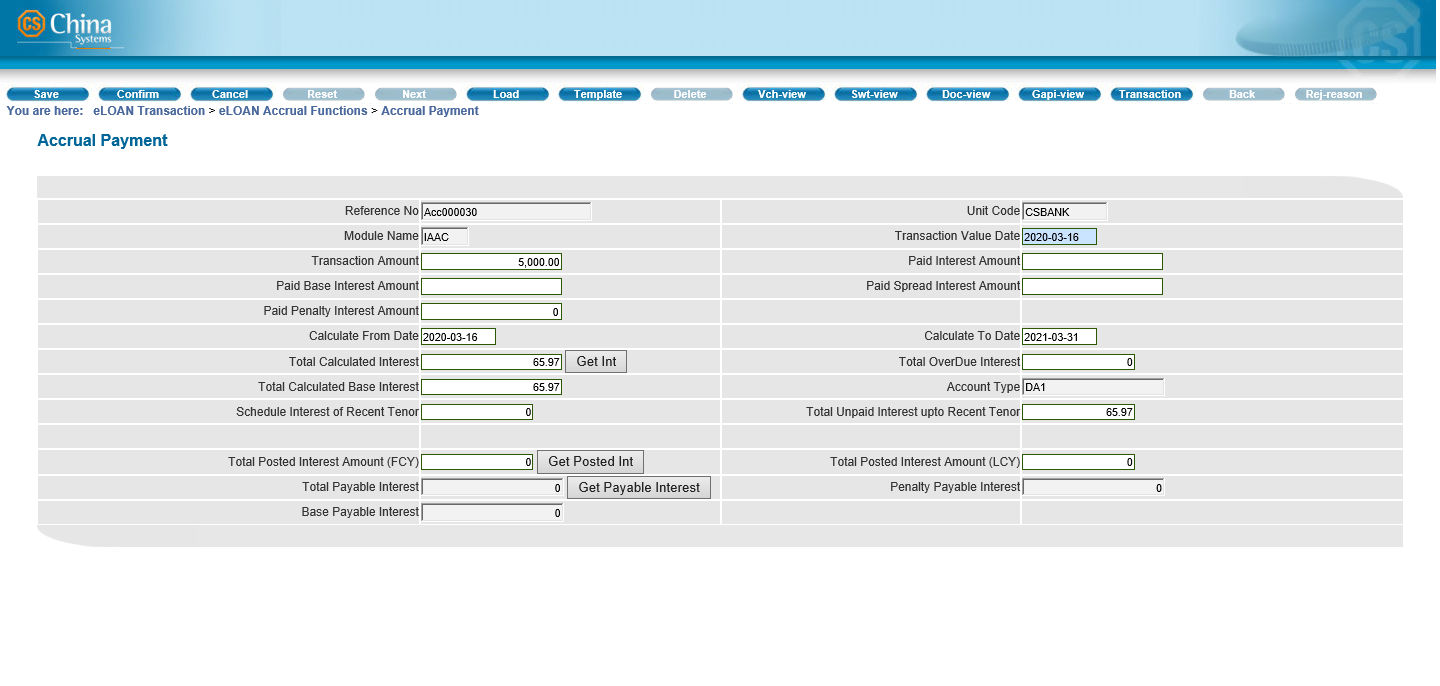 CS China
Systems
Save Confirm Cancel Reset Next Load Template Delete Vch-view Swt-view Doc-view Gapi-view Transaction Back Rej-reason
You are here: eLOAN Transaction > eLOAN Accrual Functions > Accrual Payment
Accrual Payment
Reference No Acc000030 Unit Code CSBANK
Module Name IAAC Transaction Value Date 2020-03-16
Transaction Amount 5,000.00 Paid Interest Amount
Paid Base Interest Amount Paid Spread Interest Amount
Paid Penalty Interest Amount 0
Calculate From Date 2020-03-16 Calculate To Date 2021-03-31
Total Calculated Interest 65.97 Get Int Total OverDue Interest 0
Total Calculated Base Interest 65.97 Account Type DA1
Schedule Interest of Recent Tenor 0 Total Unpaid Interest upto Recent Tenor 65.97
Total Posted Interest Amount (FCY) 0 Get Posted Int Total Posted Interest Amount (LCY) 0
Total Payable Interest 0 Get Payable Interest Penalty Payable Interest 0
Base Payable Interest 0